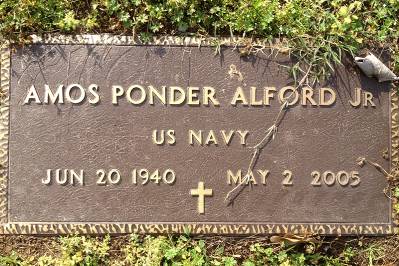 AMOS PONDER ALFORD JR
US NAVY
JUN 20 1940 MAY 2 2005